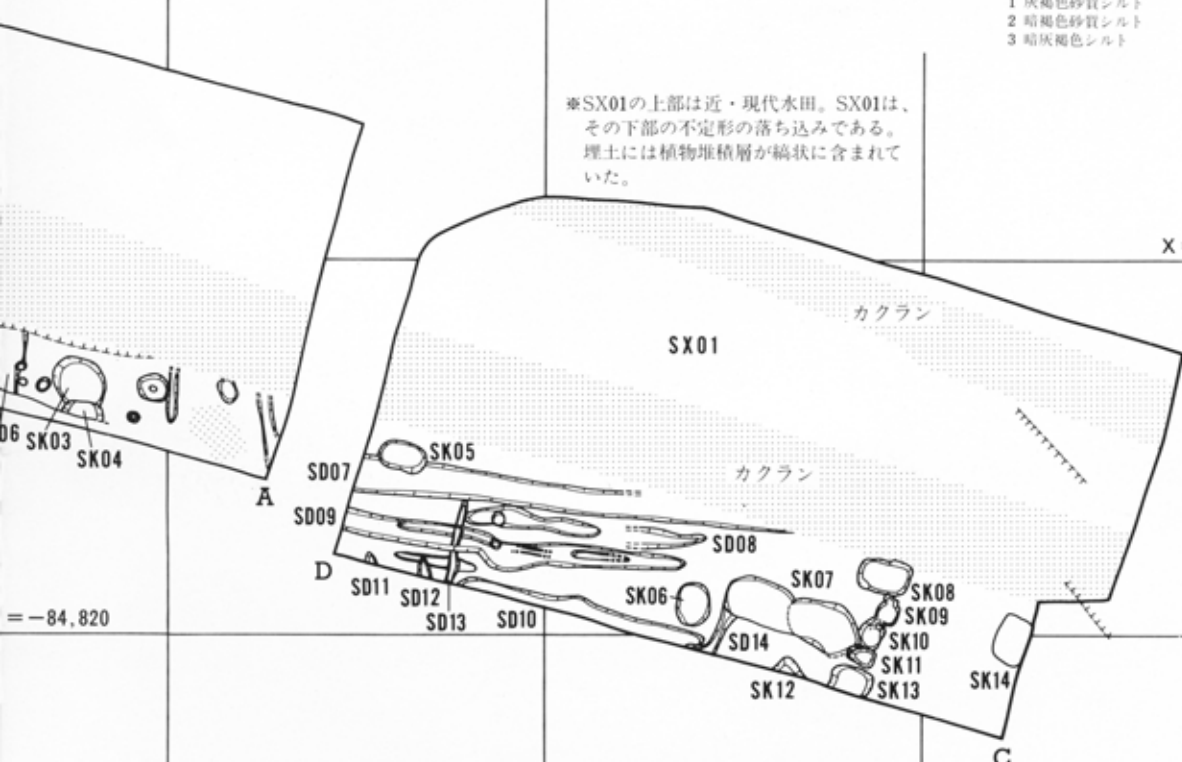 1 灰褐色砂質シルト
2 暗褐色砂質シルト
3 暗灰褐色シルト
※SX01の上部は近・現代水田。SX01は、
その下部の不定形の落ち込みである。
埋土には植物堆積層が縞状に含まれて
いた。
X
カクラン
SX01
カクラン
06
SK03
SK04
A
SK05
SD07
SD09
SD08
D
SD11
SD12
SD13
SD10
SK06
SK07
SK08
SK09
SK10
SK11
SD14
SK12
SK13
SK14
C
=-84,820